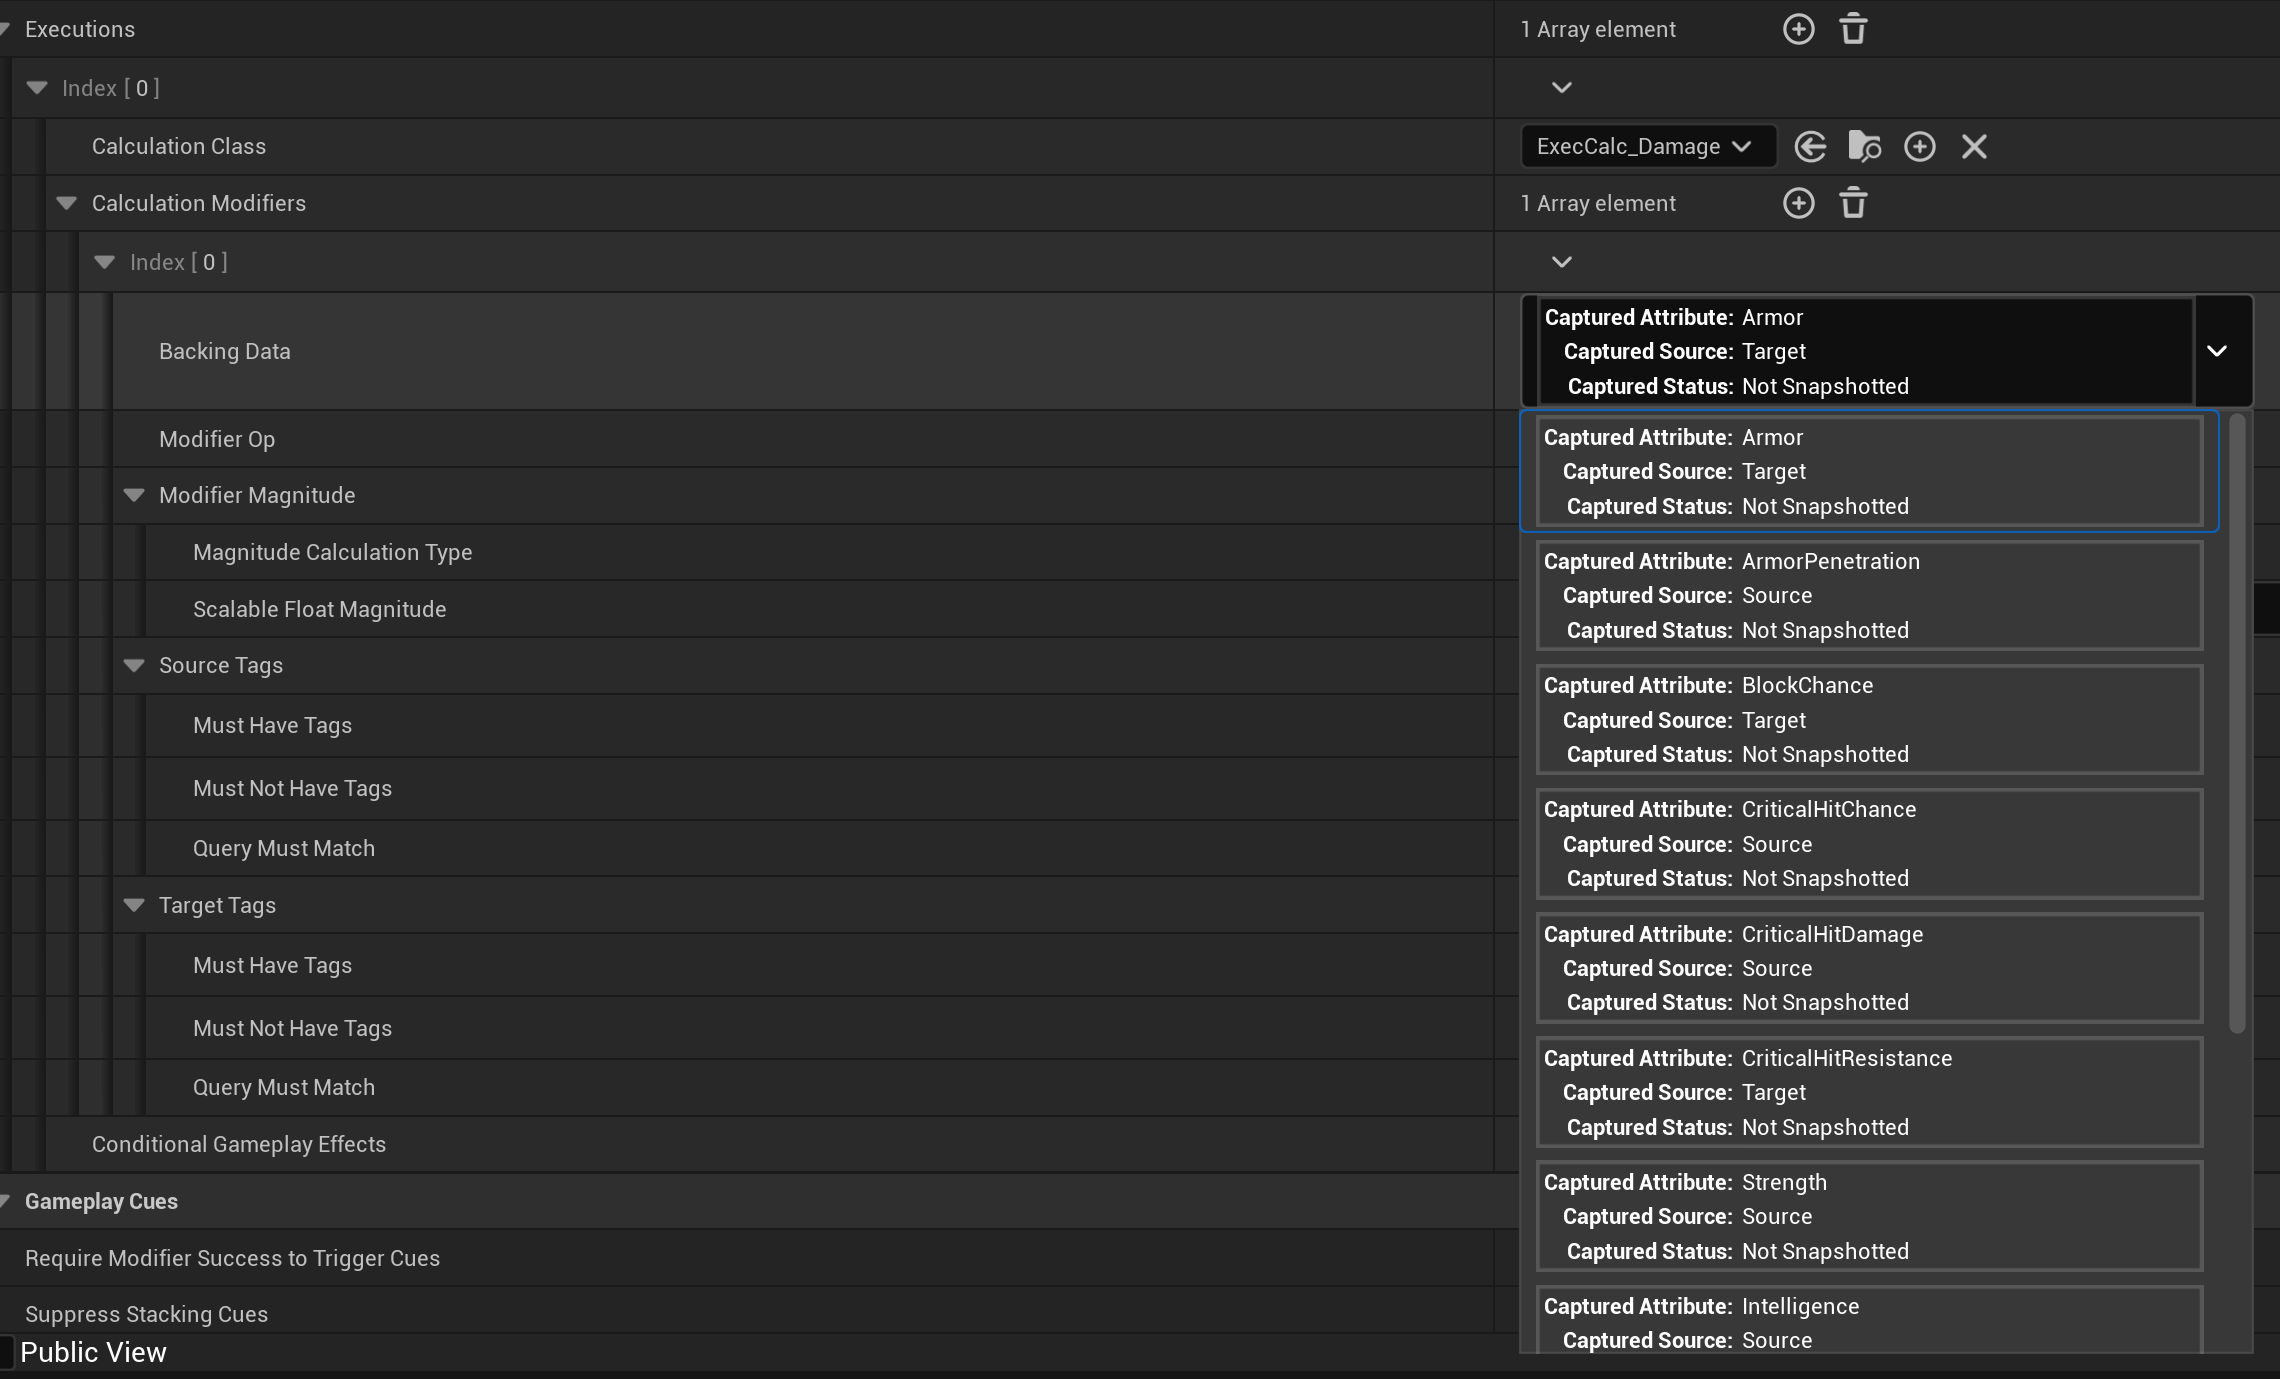 Executions
1 Array element
Index [ 0 ]
Calculation Class
ExecCalc_Damage
Calculation Modifiers
1 Array element
Index [ 0 ]
Backing Data
Captured Attribute: Armor
Captured Source: Target
Captured Status: Not Snapshotted
Modifier Op
Modifier Magnitude
Magnitude Calculation Type
Scalable Float Magnitude
Source Tags
Must Have Tags
Must Not Have Tags
Query Must Match
Target Tags
Must Have Tags
Must Not Have Tags
Query Must Match
Conditional Gameplay Effects
Gameplay Cues
Require Modifier Success to Trigger Cues
Suppress Stacking Cues
Public View
Captured Attribute: Armor
Captured Source: Target
Captured Status: Not Snapshotted
Captured Attribute: ArmorPenetration
Captured Source: Source
Captured Status: Not Snapshotted
Captured Attribute: BlockChance
Captured Source: Target
Captured Status: Not Snapshotted
Captured Attribute: CriticalHitChance
Captured Source: Source
Captured Status: Not Snapshotted
Captured Attribute: CriticalHitDamage
Captured Source: Source
Captured Status: Not Snapshotted
Captured Attribute: CriticalHitResistance
Captured Source: Target
Captured Status: Not Snapshotted
Captured Attribute: Strength
Captured Source: Source
Captured Status: Not Snapshotted
Captured Attribute: Intelligence
Captured Source: Source